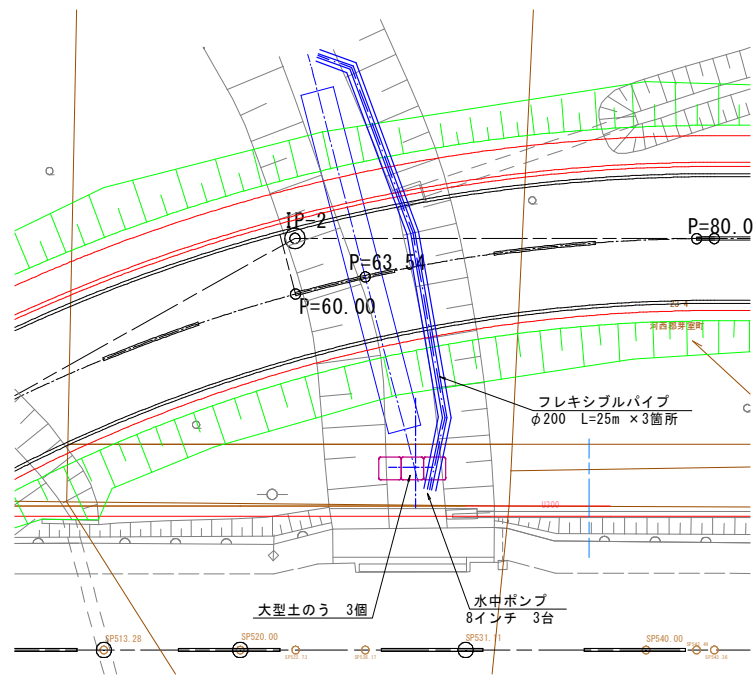 IP=2
P=80.0
P=63.54
P=60.00
23-4
河西郡芽室町
フレキシブルパイプ
φ200 L=25m ×3箇所
U300
大型土のう 3個
水中ポンプ
8インチ 3台
SP513.28
SP520.00
SP531.11
SP540.00